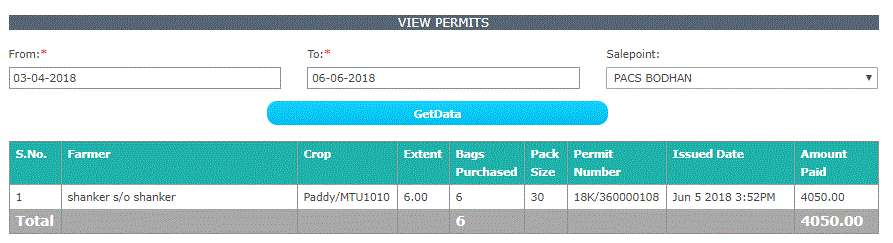 VIEW PERMITS
From:* To:* Salepoint:
03-04-2018 06-06-2018 PACS BODHAN
GetData
S.No. Farmer Crop Extent Bags Purchased Pack Size Permit Number Issued Date Amount Paid
1 shanker s/o shanker Paddy/MTU1010 6.00 6 30 18K/360000108 Jun 5 2018 3:52PM 4050.00
Total 6 4050.00